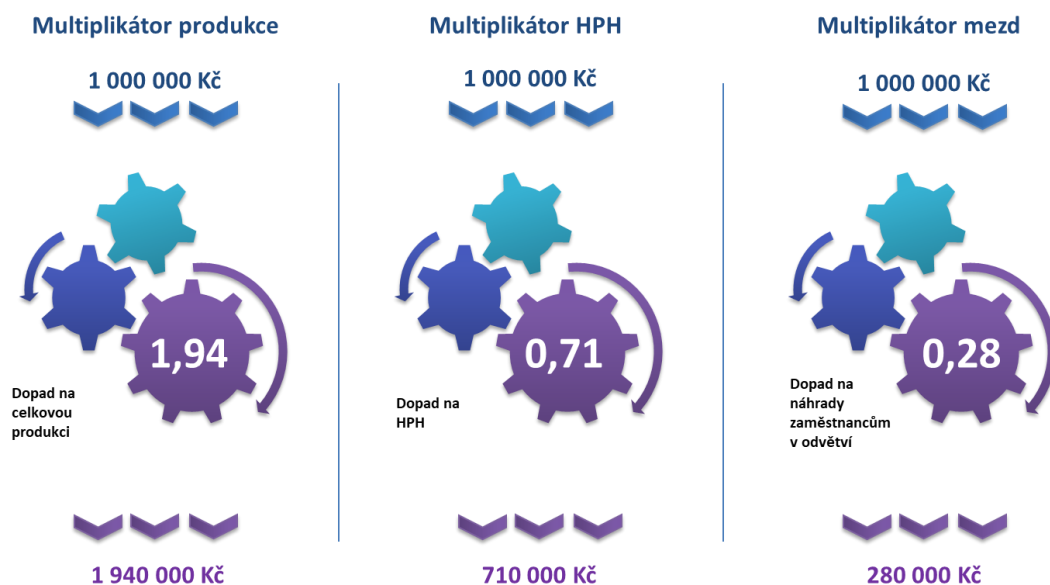 Multiplikátor produkce
1 000 000 Kč
1,94
Dopad na
celkovou
produkci
1 940 000 Kč
Multiplikátor HPH
1 000 000 Kč
0,71
Dopad na
HPH
710 000 Kč
Multiplikátor mezd
1 000 000 Kč
0,28
Dopad na
náhrady
zaměstnancům
v odvětví
280 000 Kč